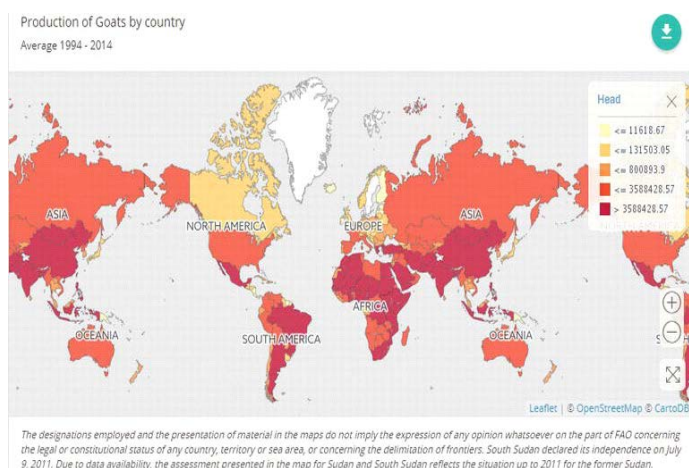 Production of Goats by country
Average 1994 - 2014
Head
<= 11618.67
<= 131503.05
<= 800893.9
<= 3588428.57
> 3588428.57
ASIA
NORTH AMERICA
EUROPE
ASIA
AFRICA
OCEANIA
SOUTH AMERICA
OCEANIA
Leaflet | © OpenStreetMap © CartoDB
The designations employed and the presentation of material in the maps do not imply the expression of any opinion whatsoever on the part of FAO concerning
the legal or constitutional status of any country, territory or sea area, or concerning the delimitation of frontiers. South Sudan declared its independence on July
9, 2011. Due to data availability, the assessment presented in the map for Sudan and South Sudan reflects the situation up to 2011 for the former Sudan.